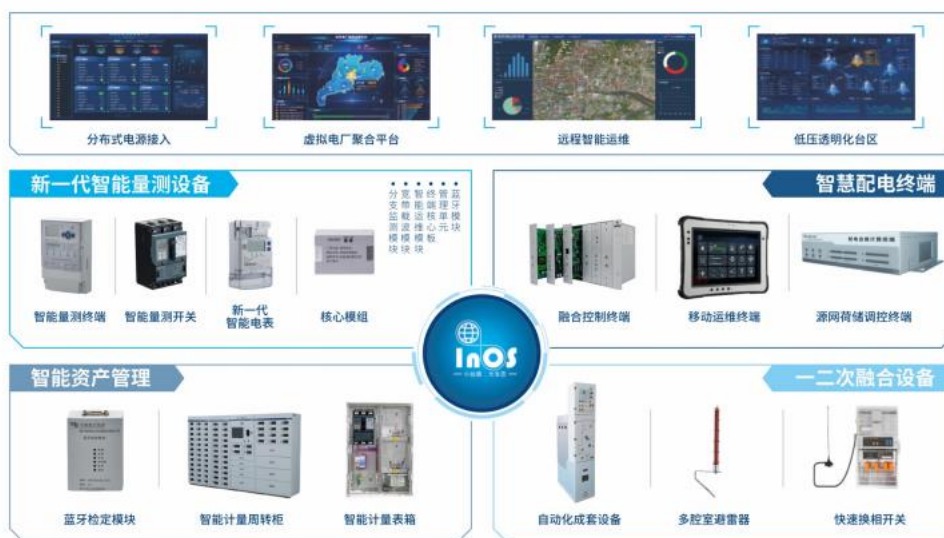 分布式电源接入
虚拟电厂聚合平台
远程智能运维
低压透明化台区
新一代智能量测设备
蓝牙模块
管理单元
终端核心板
智能运维模块
宽带载波模块
分支监测模块
智能量测终端
智能量测开关
新一代
智能电表
核心模组
智慧配电终端
融合控制终端
移动运维终端
源网荷储调控终端
InOS
智能资产管理
蓝牙检定模块
智能计量周转柜
智能计量表箱
一二次融合设备
自动化成套设备
多腔室避雷器
快速换相开关